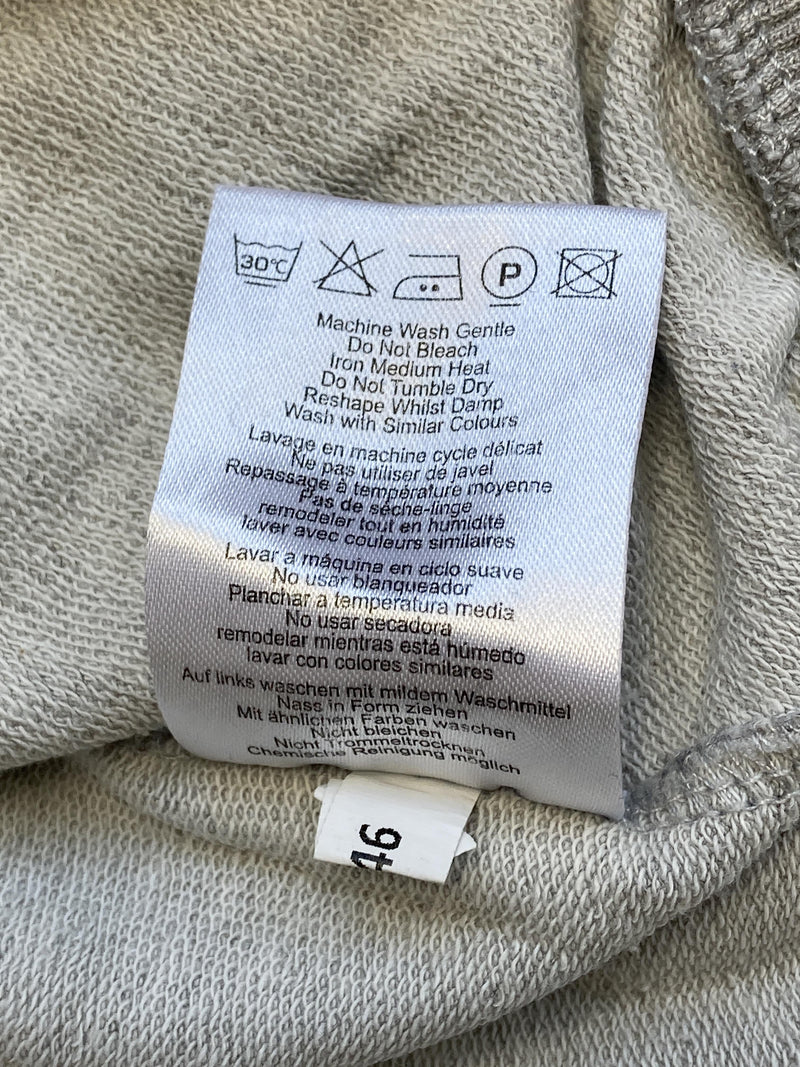 30°C
P
Machine Wash Gentle
Do Not Bleach
Iron Medium Heat
Do Not Tumble Dry
Reshape Whilst Damp
Wash with Similar Colours
Lavage en machine cycle délicat
Ne pas utiliser de javel
Repassage à température moyenne
Pas de sèche-linge
remodeler tout en humidité
laver avec couleurs similaires
Lavar a máquina en ciclo suave
No usar blanqueador
Planchar a temperatura media
No usar secadora
remodelar mientras está húmedo
lavar con colores similares
Auf links waschen mit mildem Waschmittel
Nass in Form ziehen
Mit ähnlichen Farben waschen
Nicht bleichen
Nicht Trommeltrocknen
Chemische Reinigung möglich
46